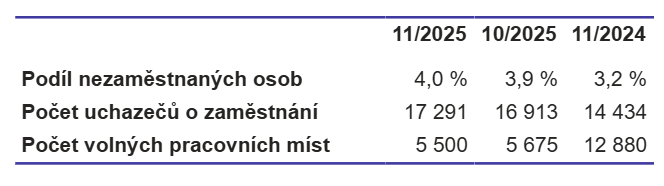 11/2025 10/2025 11/2024
Podíl nezaměstnaných osob 4,0 % 3,9 % 3,2 %
Počet uchazečů o zaměstnání 17 291 16 913 14 434
Počet volných pracovních míst 5 500 5 675 12 880